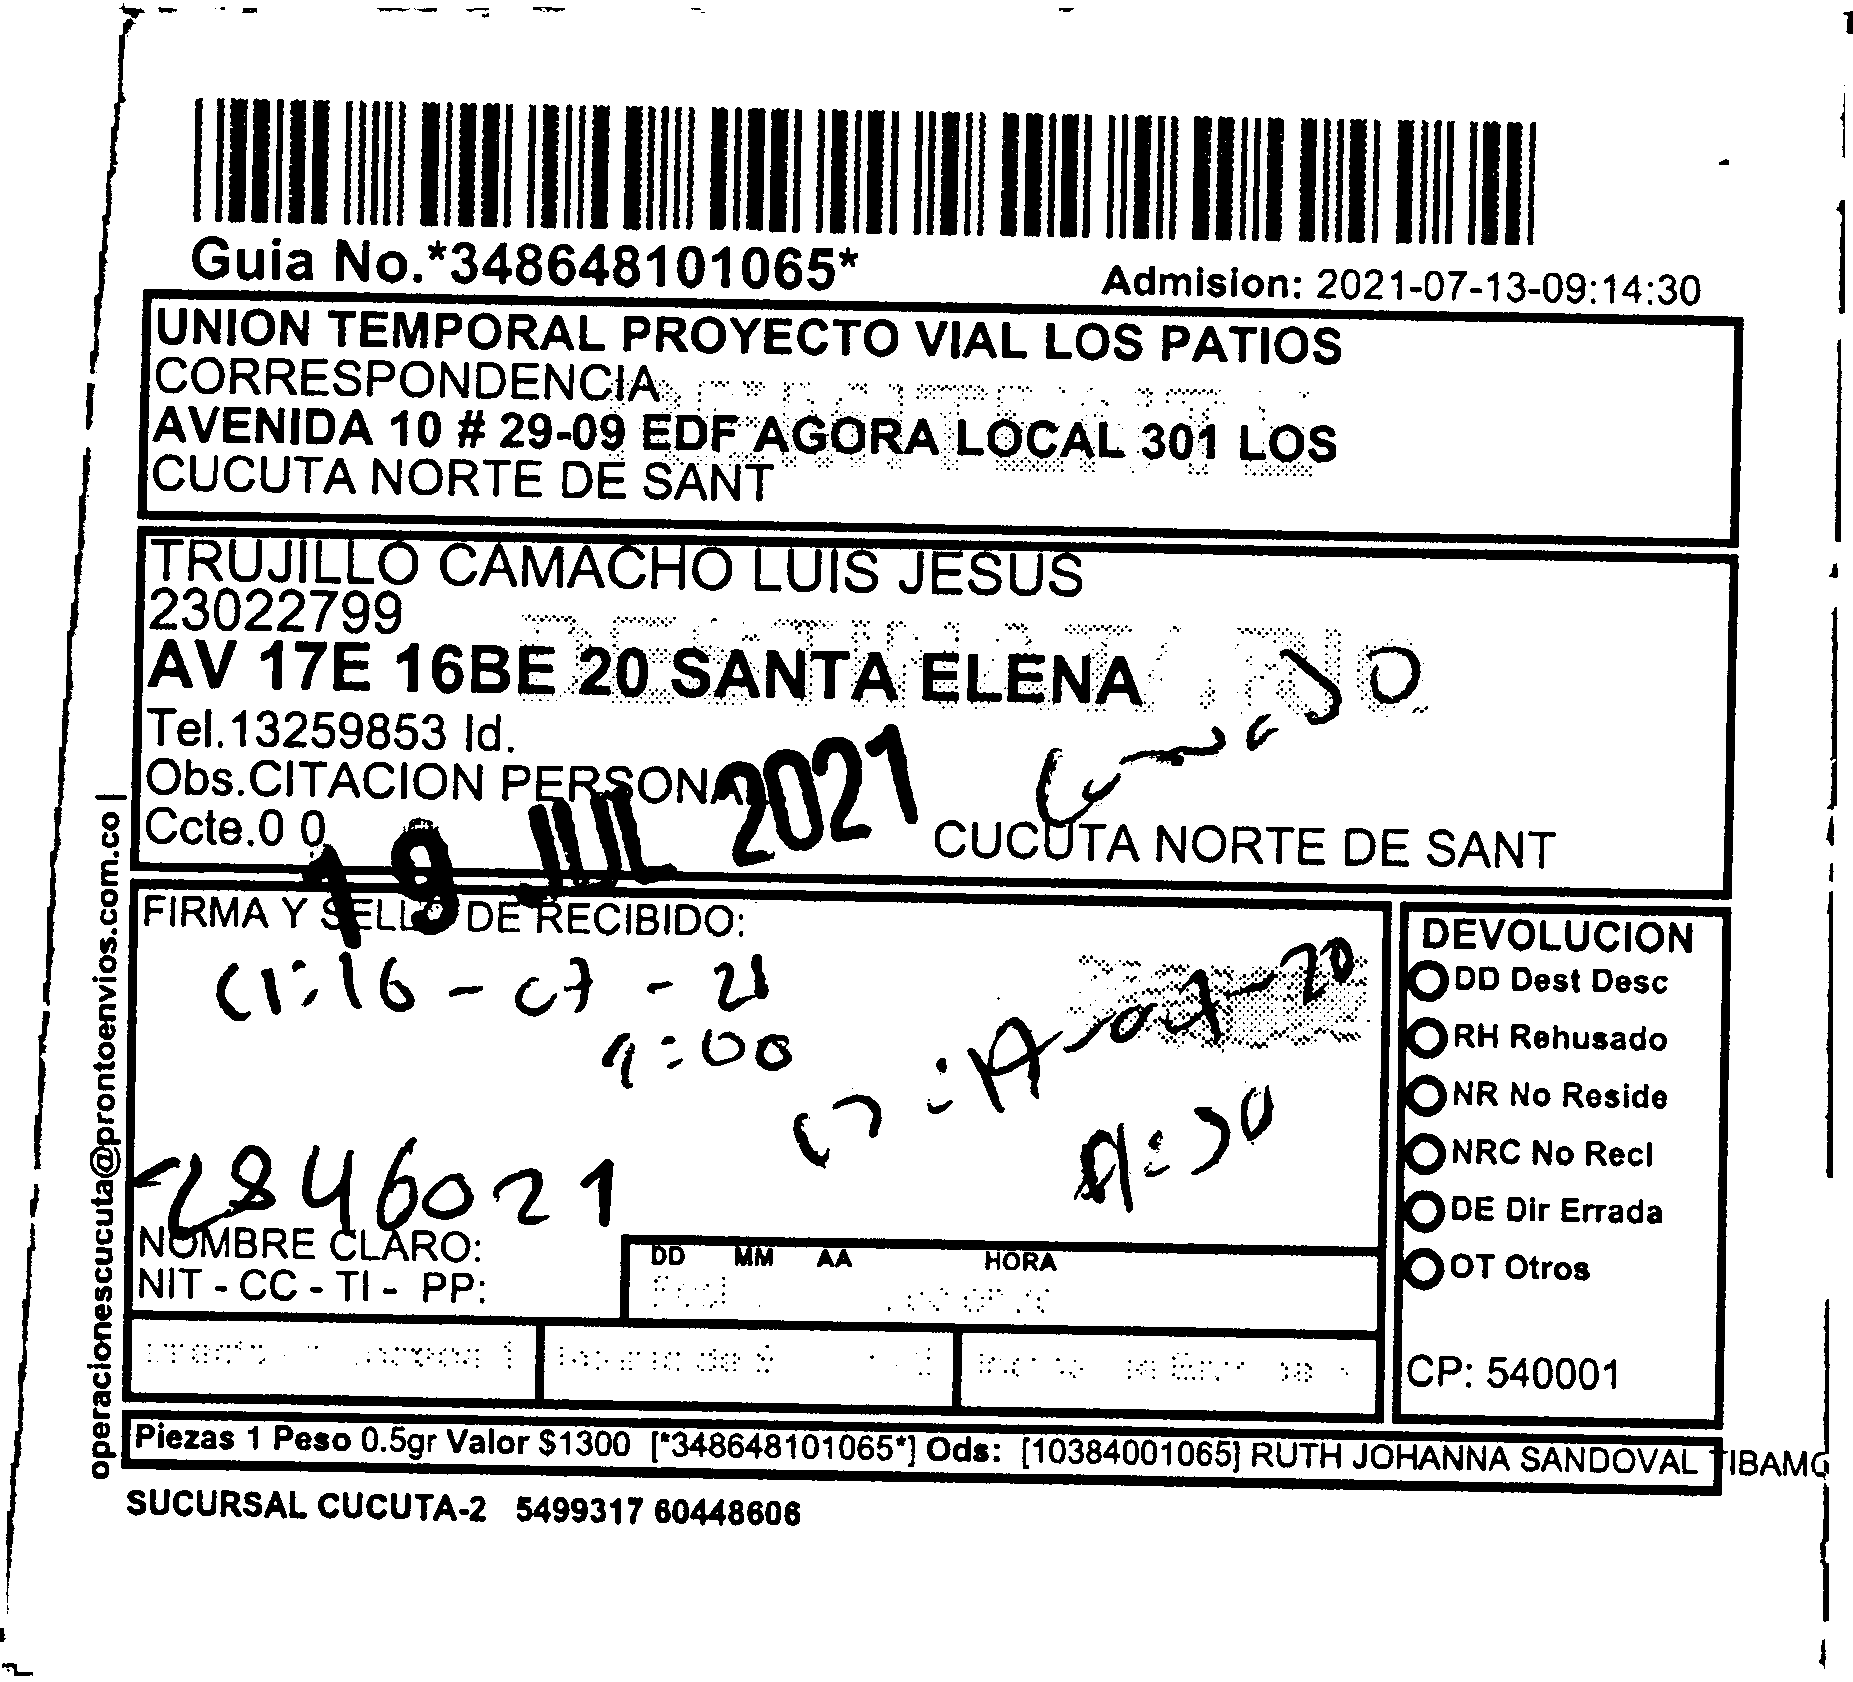 Guia No.*348648101065*
Admision: 2021-07-13-09:14:30
UNION TEMPORAL PROYECTO VIAL LOS PATIOS
CORRESPONDENCIA
AVENIDA 10 # 29-09 EDF AGORA LOCAL 301 LOS
CUCUTA NORTE DE SANT
TRUJILLO CAMACHO LUIS JESUS
23022799
AV 17E 16BE 20 SANTA ELENA
DESTINATARIO
Tel.13259853 Id.
Obs.CITACION PERSONA
Ccte.0 0
19 JUL 2021
CUCUTA NORTE DE SANT
FIRMA Y SELLO DE RECIBIDO:
16-07-21
9:00
2846021
NOMBRE CLARO:
NIT - CC - TI - PP:
DD MM AA HORA
DEVOLUCION
DD Dest Desc
RH Rehusado
NR No Reside
NRC No Recl
DE Dir Errada
OT Otros
CP: 540001
Piezas 1 Peso 0.5gr Valor $1300 [*348648101065*] Ods: [10384001065] RUTH JOHANNA SANDOVAL
SUCURSAL CUCUTA-2 5499317 60448606
operacionescucuta@prontoenvios.com.co |